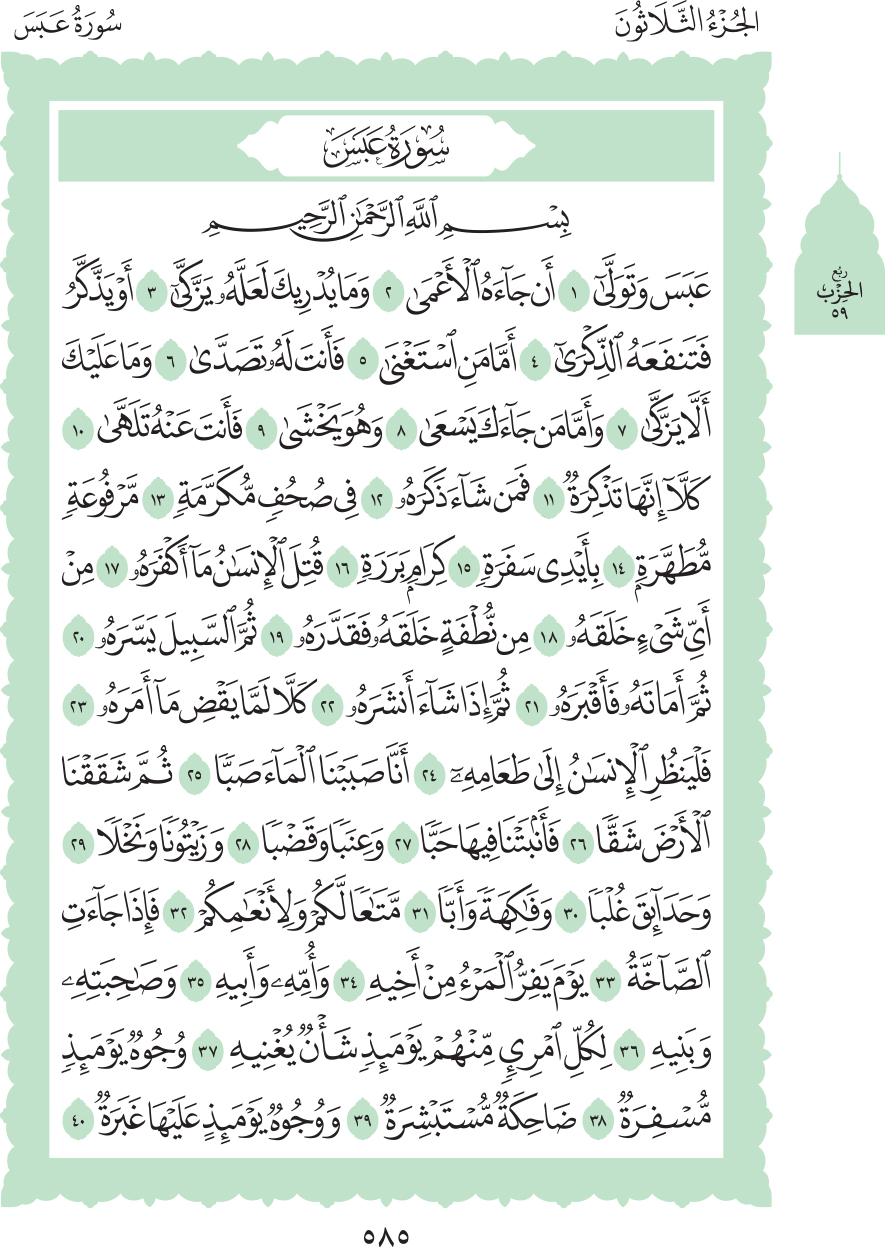 الجُزْءُ الثَّلَاثُونَ
سُورَةُ عَبَسَ
رُبْع
الحِزْب
٥٩
سُورَةُ عَبَسَ
بِسْمِ ٱللَّهِ ٱلرَّحْمَٰنِ ٱلرَّحِيمِ
عَبَسَ وَتَوَلَّىٰٓ ١ أَن جَآءَهُ ٱلْأَعْمَىٰ ٢ وَمَا يُدْرِيكَ لَعَلَّهُۥ يَزَّكَّىٰٓ ٣ أَوْ يَذَّكَّرُ
فَتَنفَعَهُ ٱلذِّكْرَىٰٓ ٤ أَمَّا مَنِ ٱسْتَغْنَىٰ ٥ فَأَنتَ لَهُۥ تَصَدَّىٰ ٦ وَمَا عَلَيْكَ
أَلَّا يَزَّكَّىٰ ٧ وَأَمَّا مَن جَآءَكَ يَسْعَىٰ ٨ وَهُوَ يَخْشَىٰ ٩ فَأَنتَ عَنْهُ تَلَهَّىٰ ١٠
كَلَّآ إِنَّهَا تَذْكِرَةٌ ١١ فَمَن شَآءَ ذَكَرَهُۥ ١٢ فِى صُحُفٍ مُّكَرَّمَةٍ ١٣ مَّرْفُوعَةٍ
مُّطَهَّرَةٍۭ ١٤ بِأَيْدِى سَفَرَةٍ ١٥ كِرَامٍۭ بَرَرَةٍ ١٦ قُتِلَ ٱلْإِنسَٰنُ مَآ أَكْفَرَهُۥ ١٧ مِنْ
أَىِّ شَىْءٍ خَلَقَهُۥ ١٨ مِن نُّطْفَةٍ خَلَقَهُۥ فَقَدَّرَهُۥ ١٩ ثُمَّ ٱلسَّبِيلَ يَسَّرَهُۥ ٢٠
ثُمَّ أَمَاتَهُۥ فَأَقْبَرَهُۥ ٢١ ثُمَّ إِذَا شَآءَ أَنشَرَهُۥ ٢٢ كَلَّا لَمَّا يَقْضِ مَآ أَمَرَهُۥ ٢٣
فَلْيَنظُرِ ٱلْإِنسَٰنُ إِلَىٰ طَعَامِهِۦٓ ٢٤ أَنَّا صَبَبْنَا ٱلْمَآءَ صَبًّا ٢٥ ثُمَّ شَقَقْنَا
ٱلْأَرْضَ شَقًّا ٢٦ فَأَنۢبَتْنَا فِيهَا حَبًّا ٢٧ وَعِنَبًا وَقَضْبًا ٢٨ وَزَيْتُونًا وَنَخْلًا ٢٩
وَحَدَآئِقَ غُلْبًا ٣٠ وَفَٰكِهَةً وَأَبًّا ٣١ مَّتَٰعًا لَّكُمْ وَلِأَنْعَٰمِكُمْ ٣٢ فَإِذَا جَآءَتِ
ٱلصَّآخَّةُ ٣٣ يَوْمَ يَفِرُّ ٱلْمَرْءُ مِنْ أَخِيهِ ٣٤ وَأُمِّهِۦ وَأَبِيهِ ٣٥ وَصَٰحِبَتِهِۦ
وَبَنِيهِ ٣٦ لِكُلِّ ٱمْرِئٍ مِّنْهُمْ يَوْمَئِذٍ شَأْنٌ يُغْنِيهِ ٣٧ وُجُوهٌ يَوْمَئِذٍ
مُّسْفِرَةٌ ٣٨ ضَاحِكَةٌ مُّسْتَبْشِرَةٌ ٣٩ وَوُجُوهٌ يَوْمَئِذٍ عَلَيْهَا غَبَرَةٌ ٤٠
٥٨٥